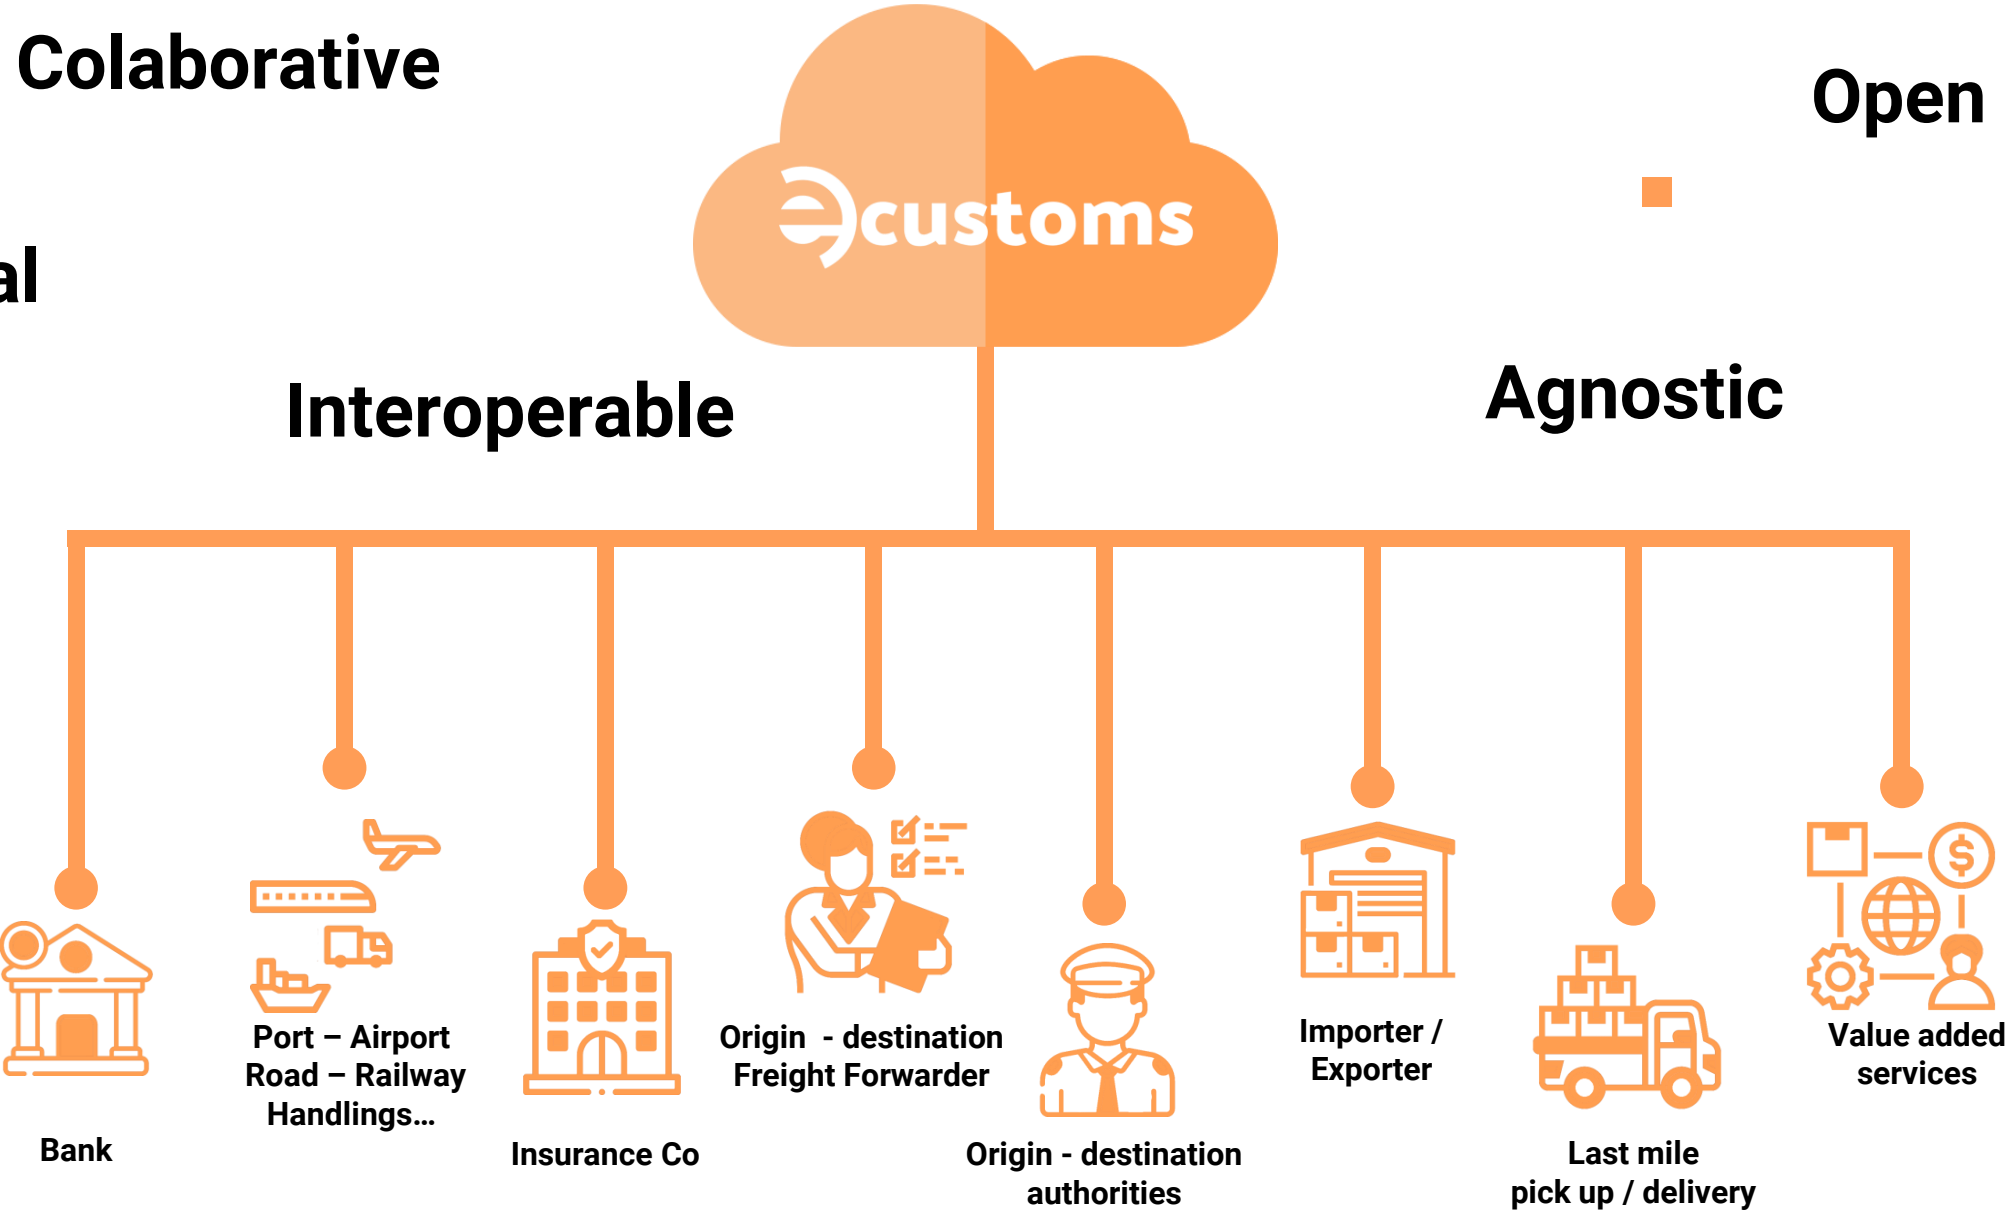 Colaborative
Open
ecustoms
al
Interoperable
Agnostic
Bank
Port – Airport
Road – Railway
Handlings...
Insurance Co
Origin - destination
Freight Forwarder
Origin - destination
authorities
Importer /
Exporter
Last mile
pick up / delivery
Value added
services